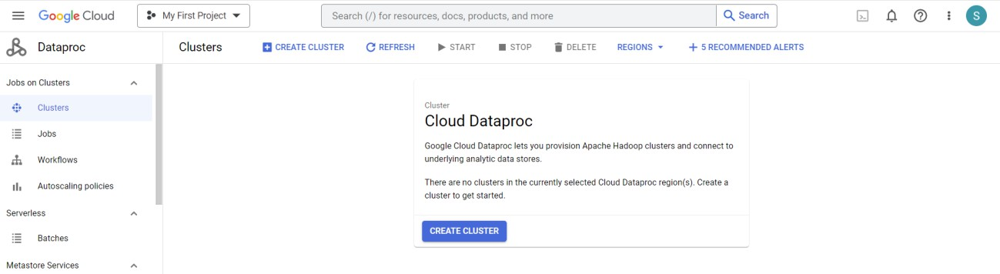 Google Cloud
My First Project
Search (/) for resources, docs, products, and more
Search
S
Dataproc
Clusters
CREATE CLUSTER
REFRESH
START
STOP
DELETE
REGIONS
5 RECOMMENDED ALERTS
Jobs on Clusters
Clusters
Jobs
Workflows
Autoscaling policies
Serverless
Batches
Metastore Services
Cluster
Cloud Dataproc
Google Cloud Dataproc lets you provision Apache Hadoop clusters and connect to
underlying analytic data stores.
There are no clusters in the currently selected Cloud Dataproc region(s). Create a
cluster to get started.
CREATE CLUSTER